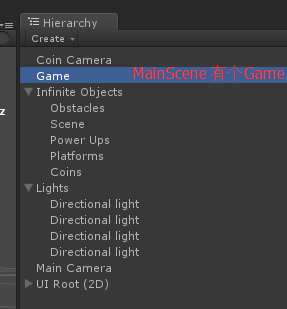 Hierarchy
Create
Coin Camera
Game MainScene 有个Game
Infinite Objects
Obstacles
Scene
Power Ups
z
Platforms
Coins
Lights
Directional light
Directional light
Directional light
Directional light
Main Camera
UI Root (2D)